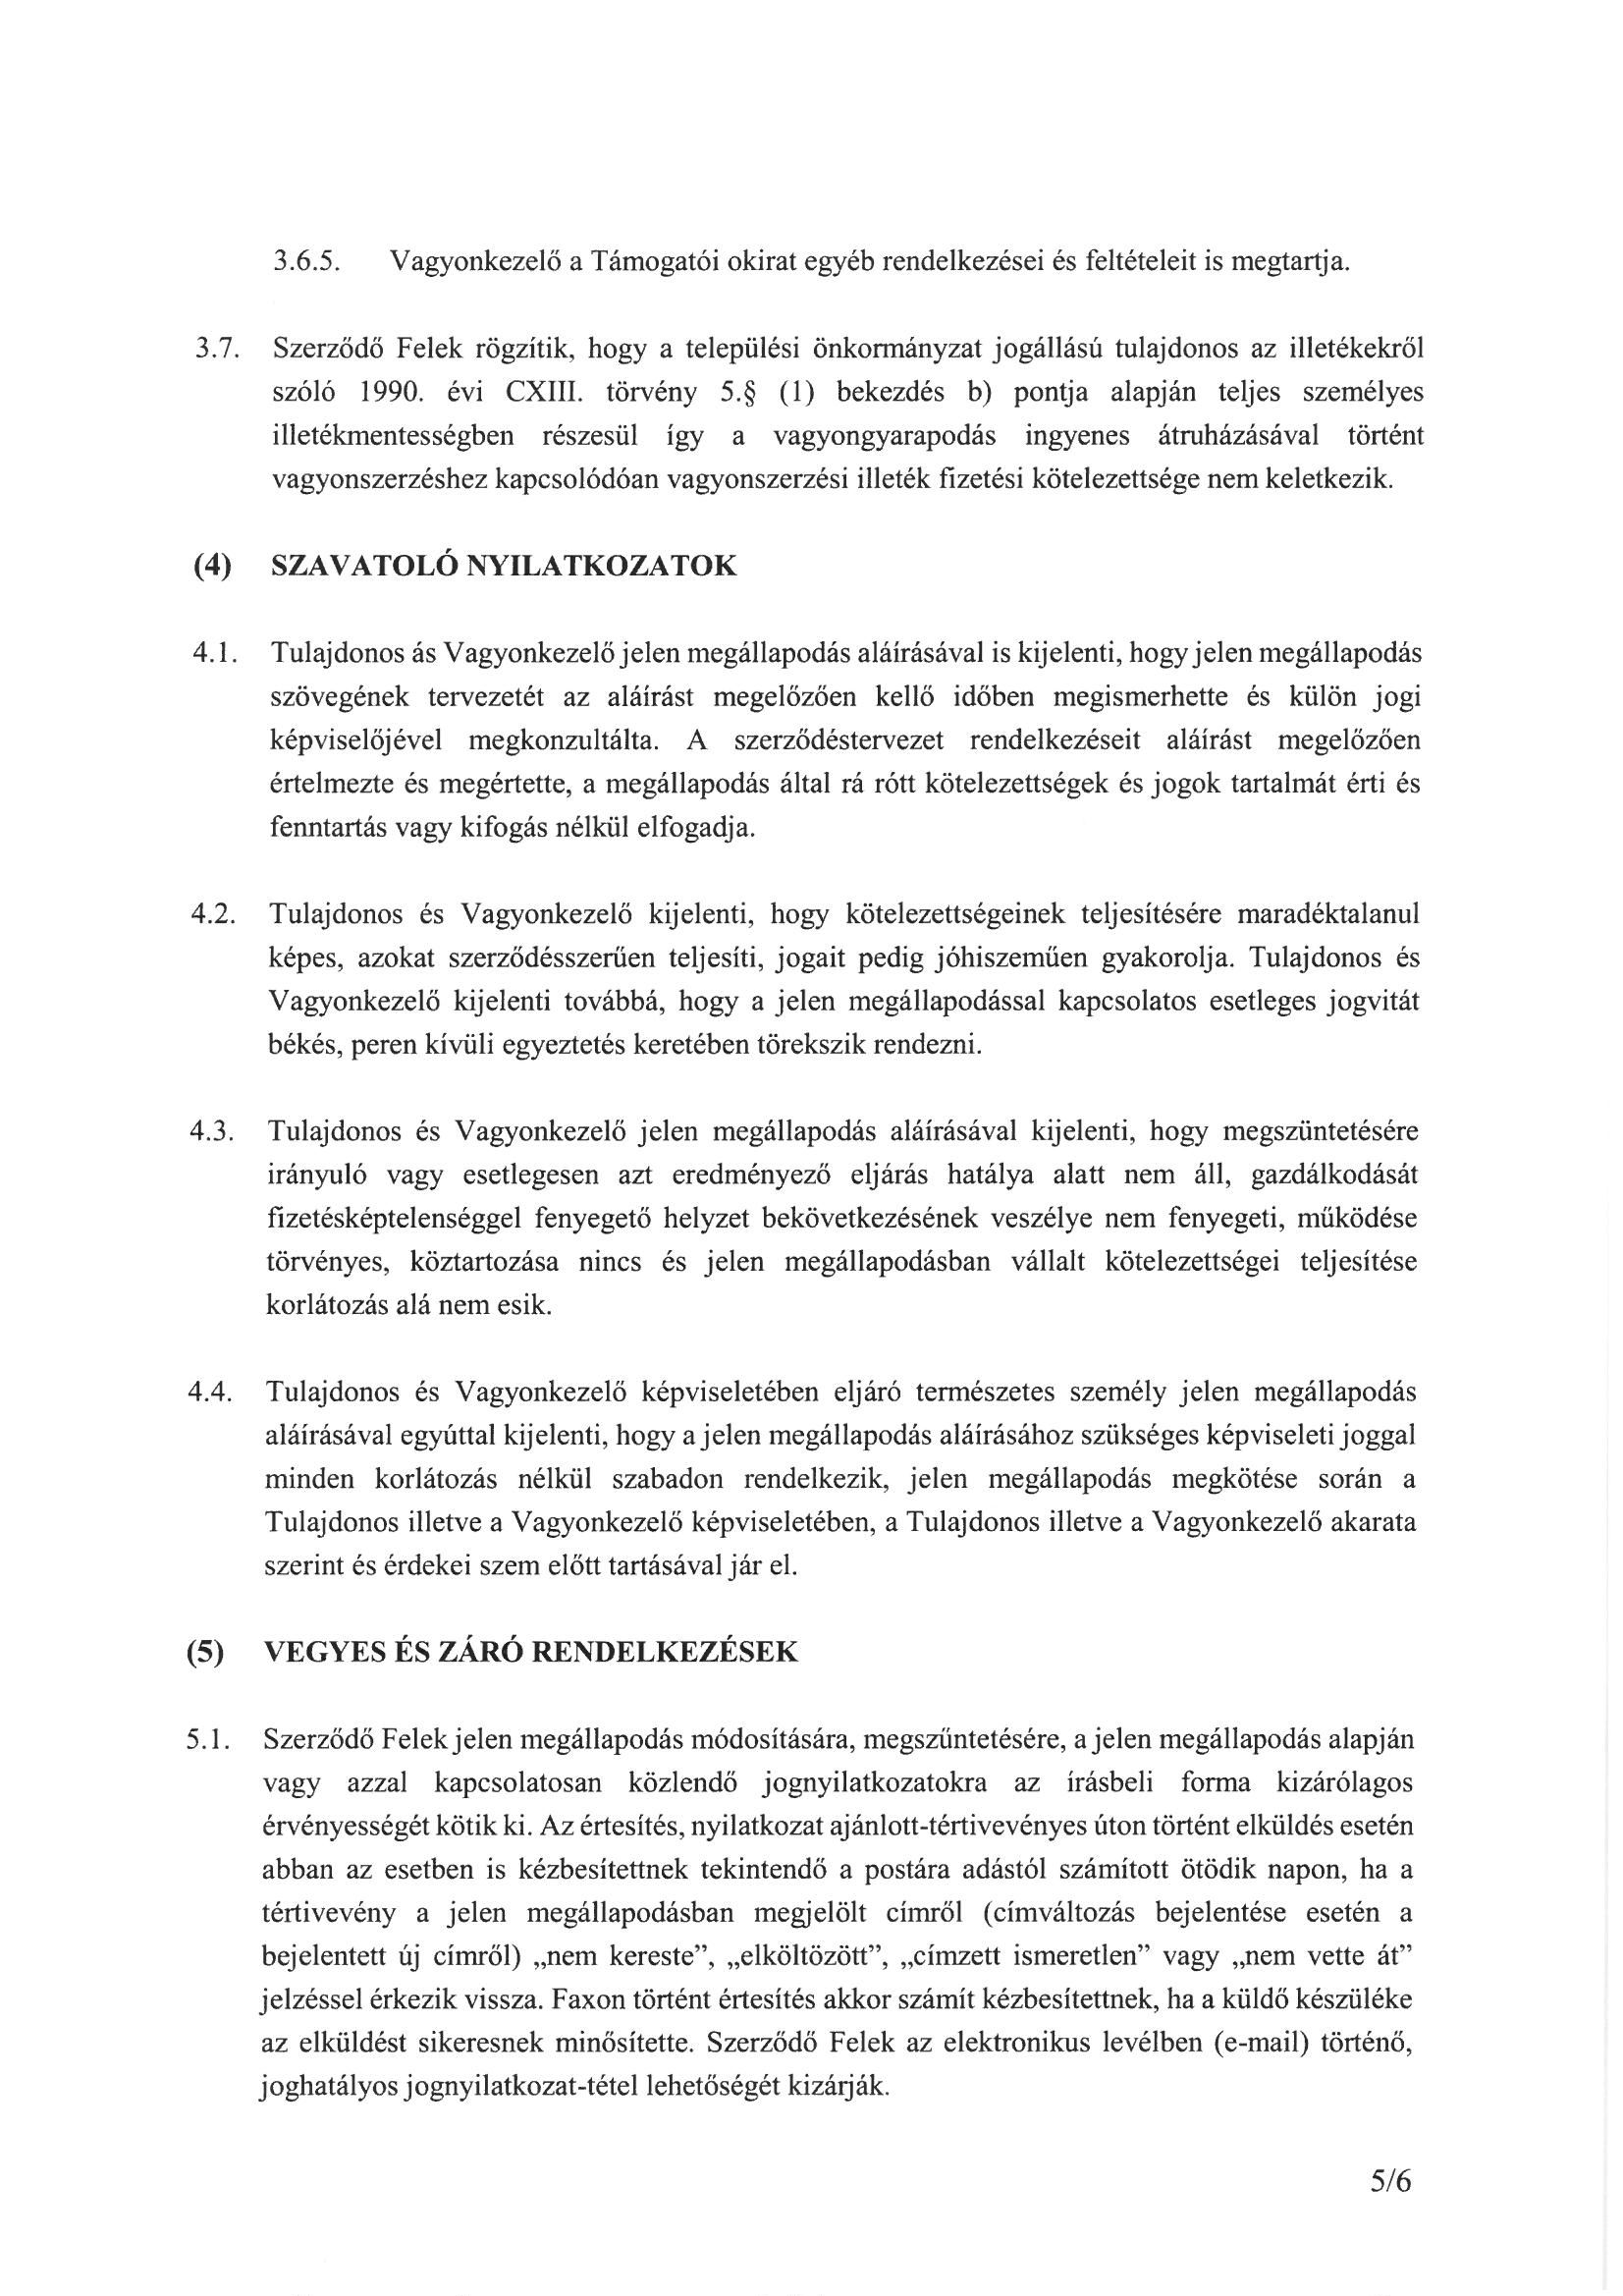 3.6.5. Vagyonkezelő a Támogatói okirat egyéb rendelkezései és feltételeit is megtartja.
3.7. Szerződő Felek rögzítik, hogy a települési önkormányzat jogállású tulajdonos az illetékekről
szóló 1990. évi CXIII. törvény 5.§ (1) bekezdés b) pontja alapján teljes személyes
illetékmentességben részesül így a vagyongyarapodás ingyenes átruházásával történt
vagyonszerzéshez kapcsolódóan vagyonszerzési illeték fizetési kötelezettsége nem keletkezik.
(4) SZAVATOLÓ NYILATKOZATOK
4.1. Tulajdonos ás Vagyonkezelő jelen megállapodás aláírásával is kijelenti, hogy jelen megállapodás
szövegének tervezetét az aláírást megelőzően kellő időben megismerhette és külön jogi
képviselőjével megkonzultálta. A szerződéstervezet rendelkezéseit aláírást megelőzően
értelmezte és megértette, a megállapodás által rá rótt kötelezettségek és jogok tartalmát érti és
fenntartás vagy kifogás nélkül elfogadja.
4.2. Tulajdonos és Vagyonkezelő kijelenti, hogy kötelezettségeinek teljesítésére maradéktalanul
képes, azokat szerződésszerűen teljesíti, jogait pedig jóhiszeműen gyakorolja. Tulajdonos és
Vagyonkezelő kijelenti továbbá, hogy a jelen megállapodással kapcsolatos esetleges jogvitát
békés, peren kívüli egyeztetés keretében törekszik rendezni.
4.3. Tulajdonos és Vagyonkezelő jelen megállapodás aláírásával kijelenti, hogy megszüntetésére
irányuló vagy esetlegesen azt eredményező eljárás hatálya alatt nem áll, gazdálkodását
fizetésképtelenséggel fenyegető helyzet bekövetkezésének veszélye nem fenyegeti, működése
törvényes, köztartozása nincs és jelen megállapodásban vállalt kötelezettségei teljesítése
korlátozás alá nem esik.
4.4. Tulajdonos és Vagyonkezelő képviseletében eljáró természetes személy jelen megállapodás
aláírásával egyúttal kijelenti, hogy a jelen megállapodás aláírásához szükséges képviseleti joggal
minden korlátozás nélkül szabadon rendelkezik, jelen megállapodás megkötése során a
Tulajdonos illetve a Vagyonkezelő képviseletében, a Tulajdonos illetve a Vagyonkezelő akarata
szerint és érdekei szem előtt tartásával jár el.
(5) VEGYES ÉS ZÁRÓ RENDELKEZÉSEK
5.1. Szerződő Felek jelen megállapodás módosítására, megszűntetésére, a jelen megállapodás alapján
vagy azzal kapcsolatosan közlendő jognyilatkozatokra az írásbeli forma kizárólagos
érvényességét kötik ki. Az értesítés, nyilatkozat ajánlott-tértivevényes úton történt elküldés esetén
abban az esetben is kézbesítettnek tekintendő a postára adástól számított ötödik napon, ha a
tértivevény a jelen megállapodásban megjelölt címről (címváltozás bejelentése esetén a
bejelentett új címről) „nem kereste”, „elköltözött”, „címzett ismeretlen” vagy „nem vette át”
jelzéssel érkezik vissza. Faxon történt értesítés akkor számít kézbesítettnek, ha a küldő készüléke
az elküldést sikeresnek minősítette. Szerződő Felek az elektronikus levélben (e-mail) történő,
joghatályos jognyilatkozat-tétel lehetőségét kizárják.
5/6